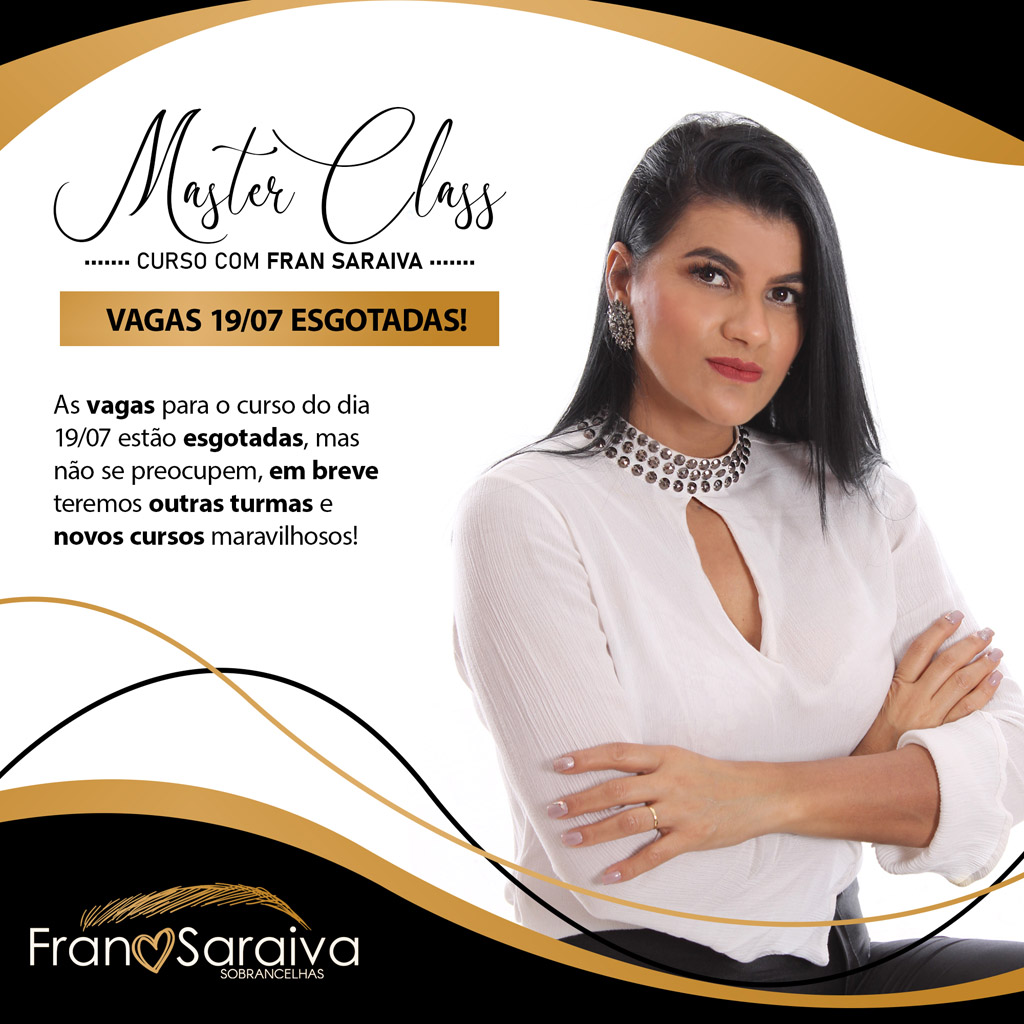 Master Class
CURSO COM FRAN SARAIVA
VAGAS 19/07 ESGOTADAS!
As vagas para o curso do dia
19/07 estão esgotadas, mas
não se preocupem, em breve
teremos outras turmas e
novos cursos maravilhosos!
Fran Saraiva
SOBRANCELHAS